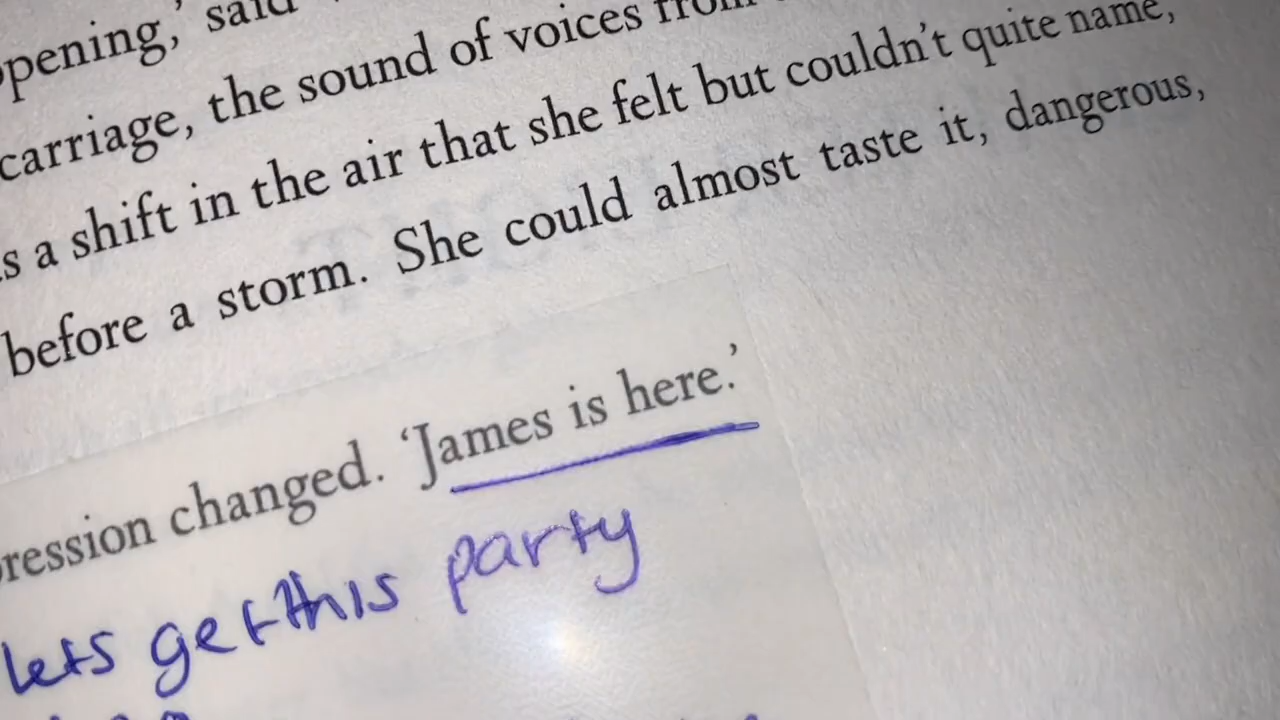 opening,' said
carriage, the sound of voices from
s a shift in the air that she felt but couldn't quite name,
before a storm. She could almost taste it, dangerous,
ression changed. 'James is here.'
lets get this party